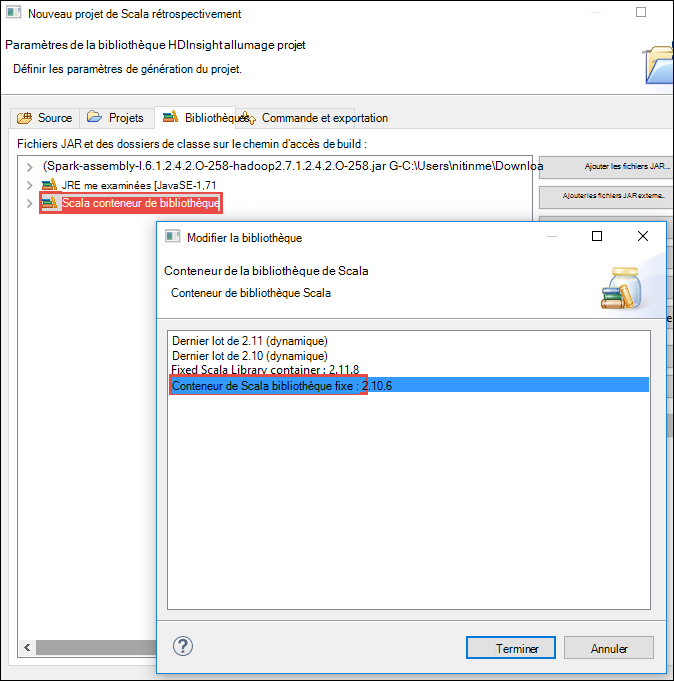 Nouveau projet de Scala rétrospectivement
Paramètres de la bibliothèque HDInsight allumage projet
Définir les paramètres de génération du projet.
Source Projets Bibliothèques Commande et exportation
Fichiers JAR et des dossiers de classe sur le chemin d'accès de build :
(Spark-assembly-l.6.1.2.4.2.O-258-hadoop2.7.1.2.4.2.O-258.jar G-C:\Users\nitinme\Downloa
Ajouter les fichiers JAR...
JRE me examinées [JavaSE-1,71
Ajouter les fichiers JAR externe..
Scala conteneur de bibliothèque
Modifier la bibliothèque
Conteneur de la bibliothèque de Scala
Conteneur de bibliothèque Scala
Dernier lot de 2.11 (dynamique)
Dernier lot de 2.10 (dynamique)
Fixed Scala Library container : 2.11.8
Conteneur de Scala bibliothèque fixe : 2.10.6
?
Terminer
Annuler